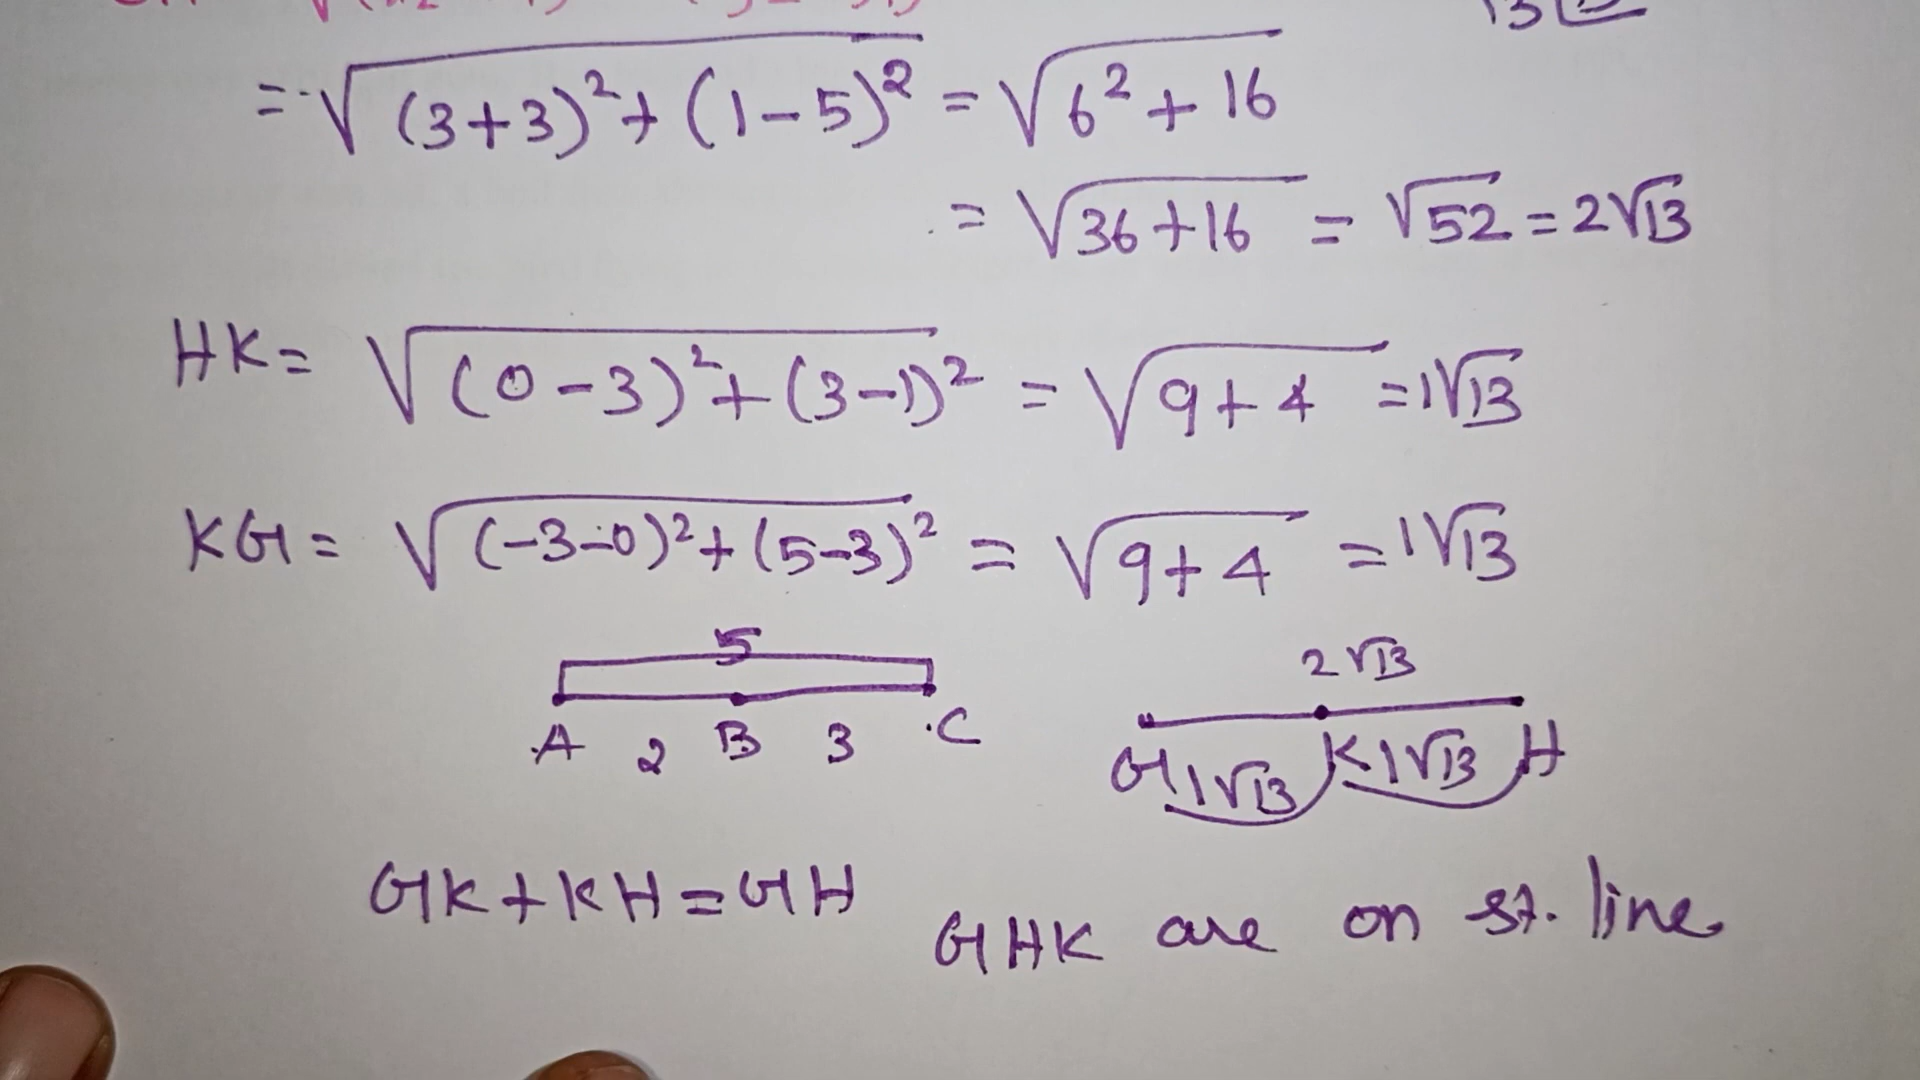 = √(3+3)² + (1-5)² = √6² + 16
= √36+16 = √52 = 2√13
HK = √(0-3)² + (3-1)² = √9+4 = 1√13
KG = √(-3-0)² + (5-3)² = √9+4 = 1√13
5
A 2 B 3 C
2√13
G 1√13 K 1√13 H
GK + KH = GH
GHK are on st. line